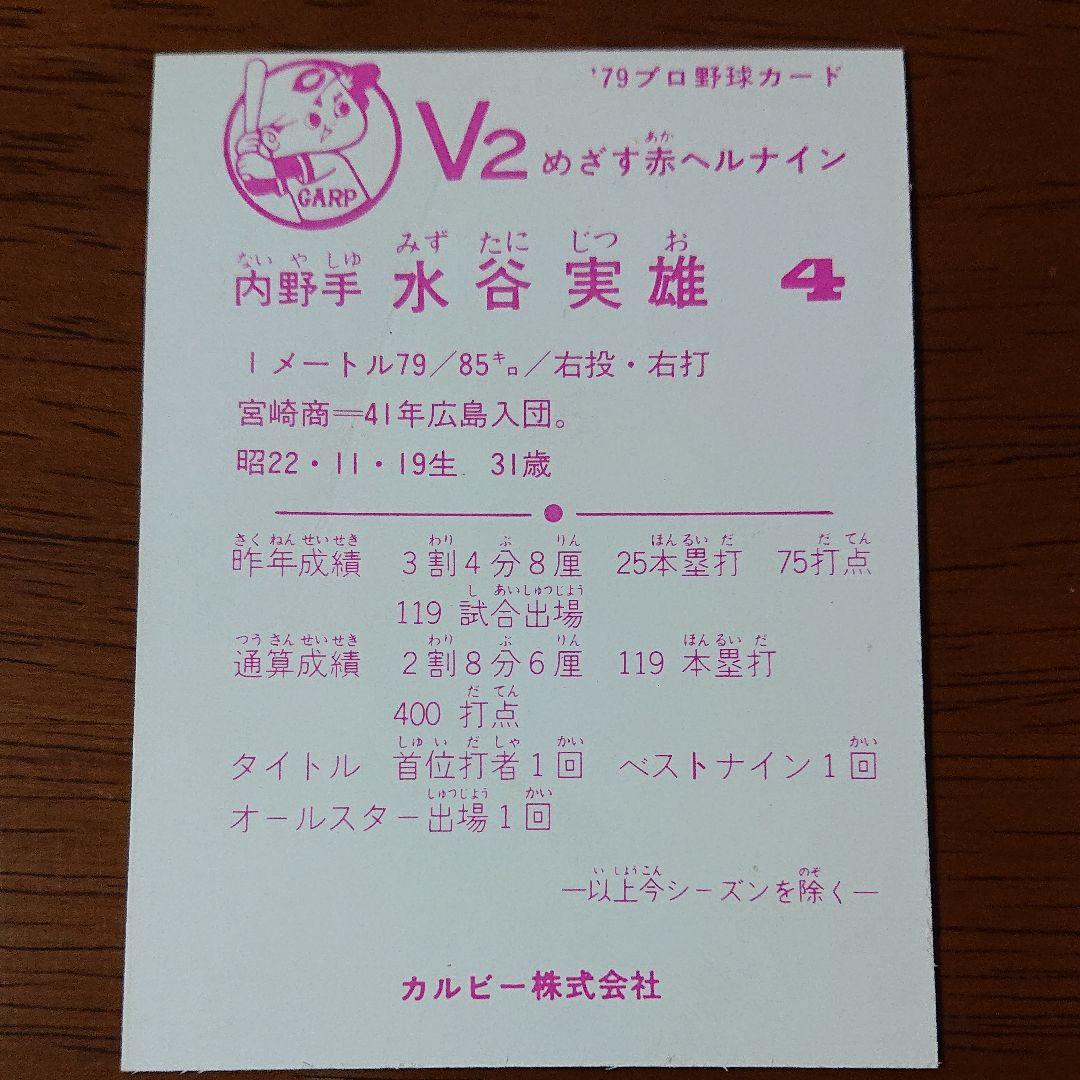 '79プロ野球カード
CARP
V2めざす赤ヘルナイン
あか
みず たに じつ お
ない や しゆ
内野手 水谷実雄 4
1メートル79／85㌔／右投・右打
宮崎商＝41年広島入団。
昭22・11・19生 31歳
さく ねん せい せき わり ぶ りん ほん るい だ だ てん
昨年成績 3割4分8厘 25本塁打 75打点
し あい しゅつ じょう
119 試合出場
つう さん せい せき わり ぶ りん ほん るい だ
通算成績 2割8分6厘 119 本塁打
だ てん
400 打点
しゅ い だ しゃ かい かい
タイトル 首位打者1回 ベストナイン1回
しゅつ じょう かい
オールスター出場1回
い しょう こん のぞ
―以上今シーズンを除く―
カルビー株式会社